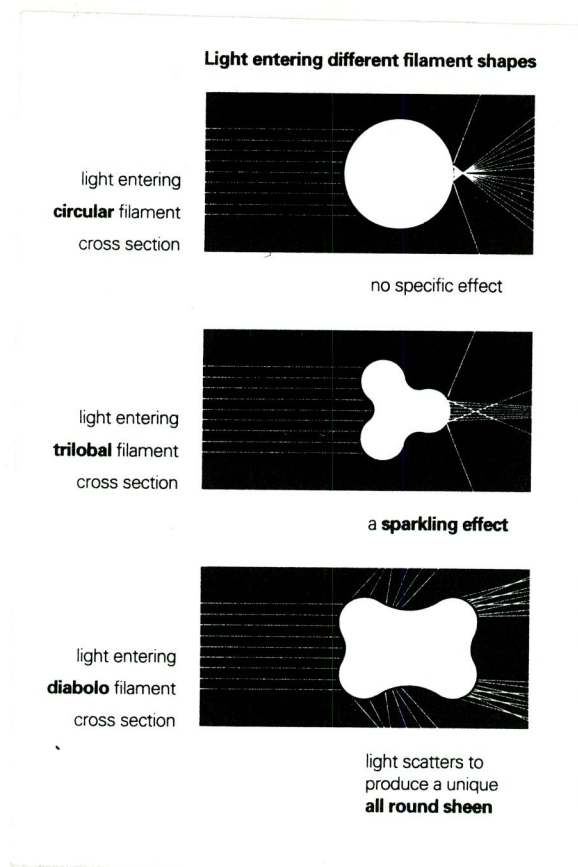 Light entering different filament shapes
light entering
circular filament
cross section
no specific effect
light entering
trilobal filament
cross section
a sparkling effect
light entering
diabolo filament
cross section
light scatters to
produce a unique
all round sheen